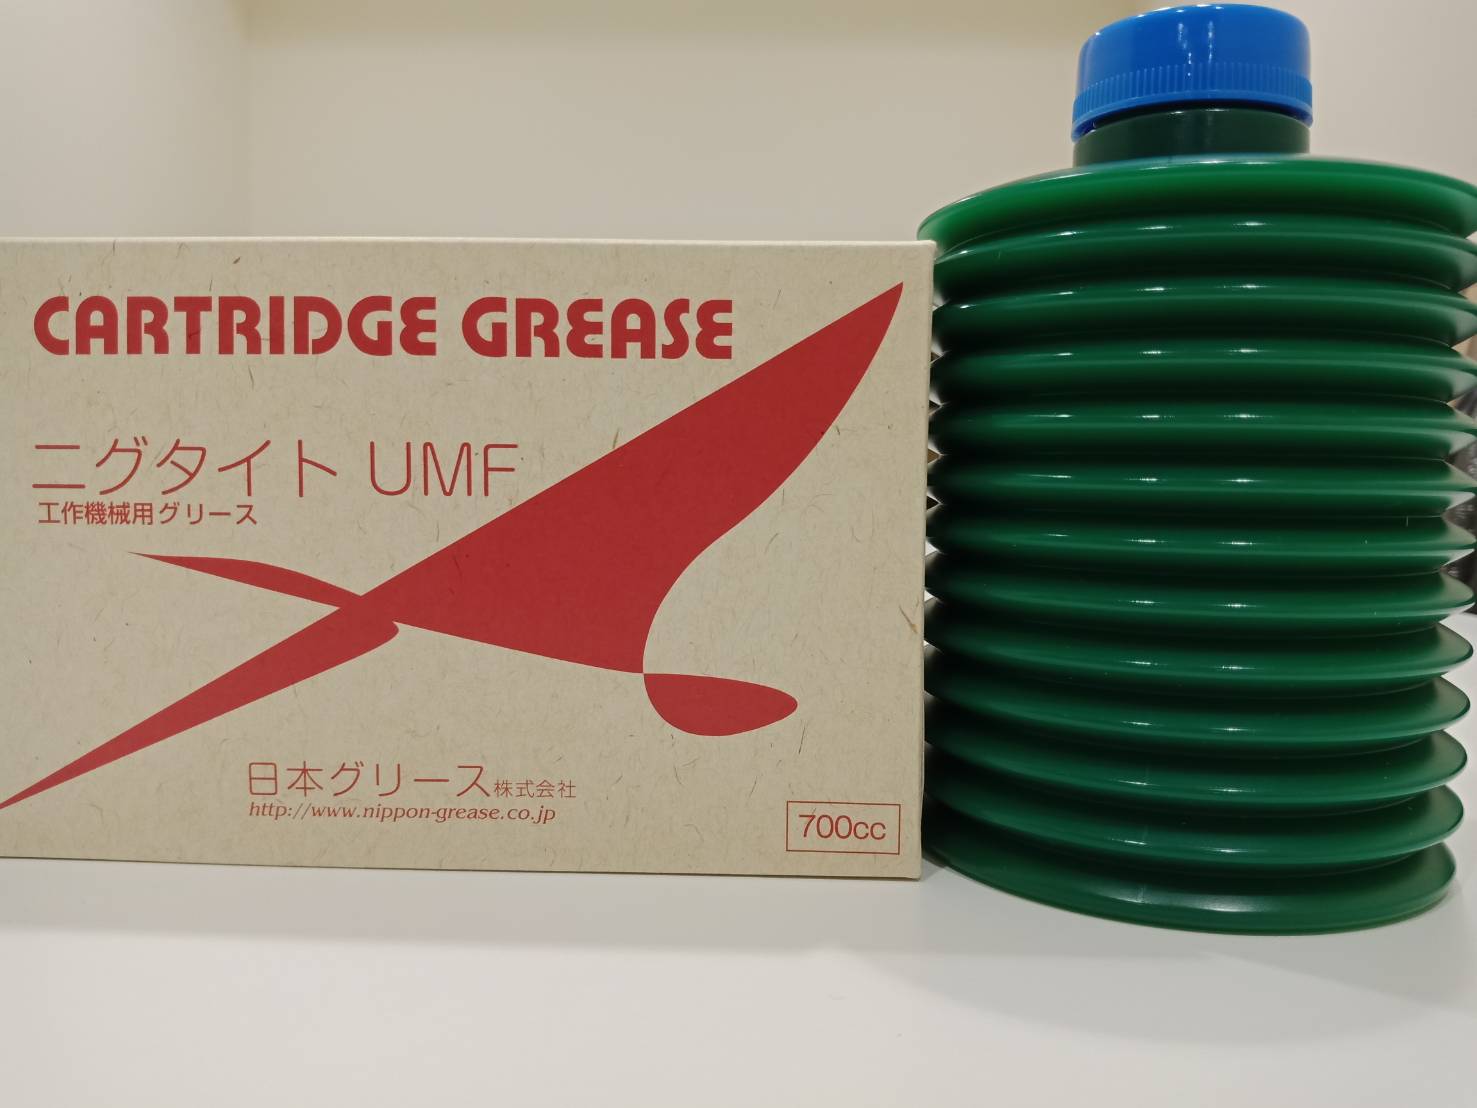 CARTRIDGE GREASE
ニグタイト UMF
工作機械用グリース
日本グリース株式会社
http://www.nippon-grease.co.jp
700cc